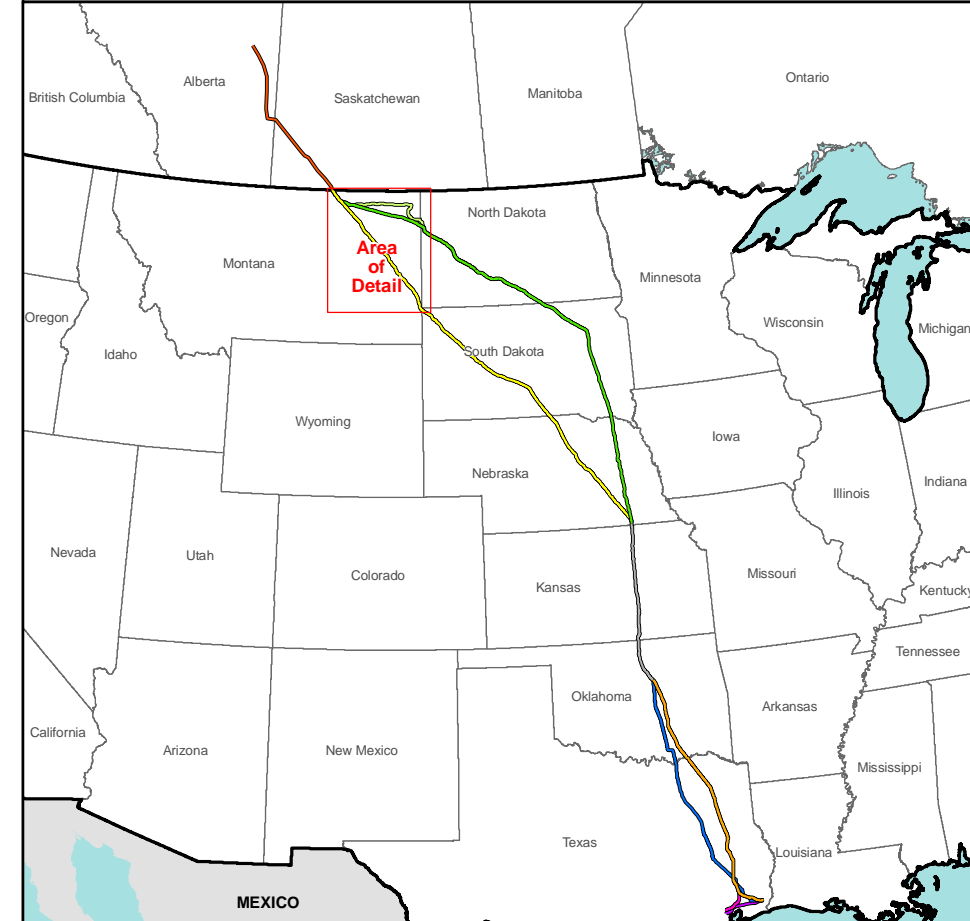 Ontario
Alberta
British Columbia
Saskatchewan
Manitoba
North Dakota
Area
of
Detail
Montana
Minnesota
Oregon
Idaho
Wisconsin
Michigan
South Dakota
Wyoming
Iowa
Nebraska
Illinois
Indiana
Nevada
Utah
Colorado
Kansas
Missouri
Kentucky
Tennessee
Oklahoma
Arkansas
California
Arizona
New Mexico
Mississippi
Texas
Louisiana
MEXICO